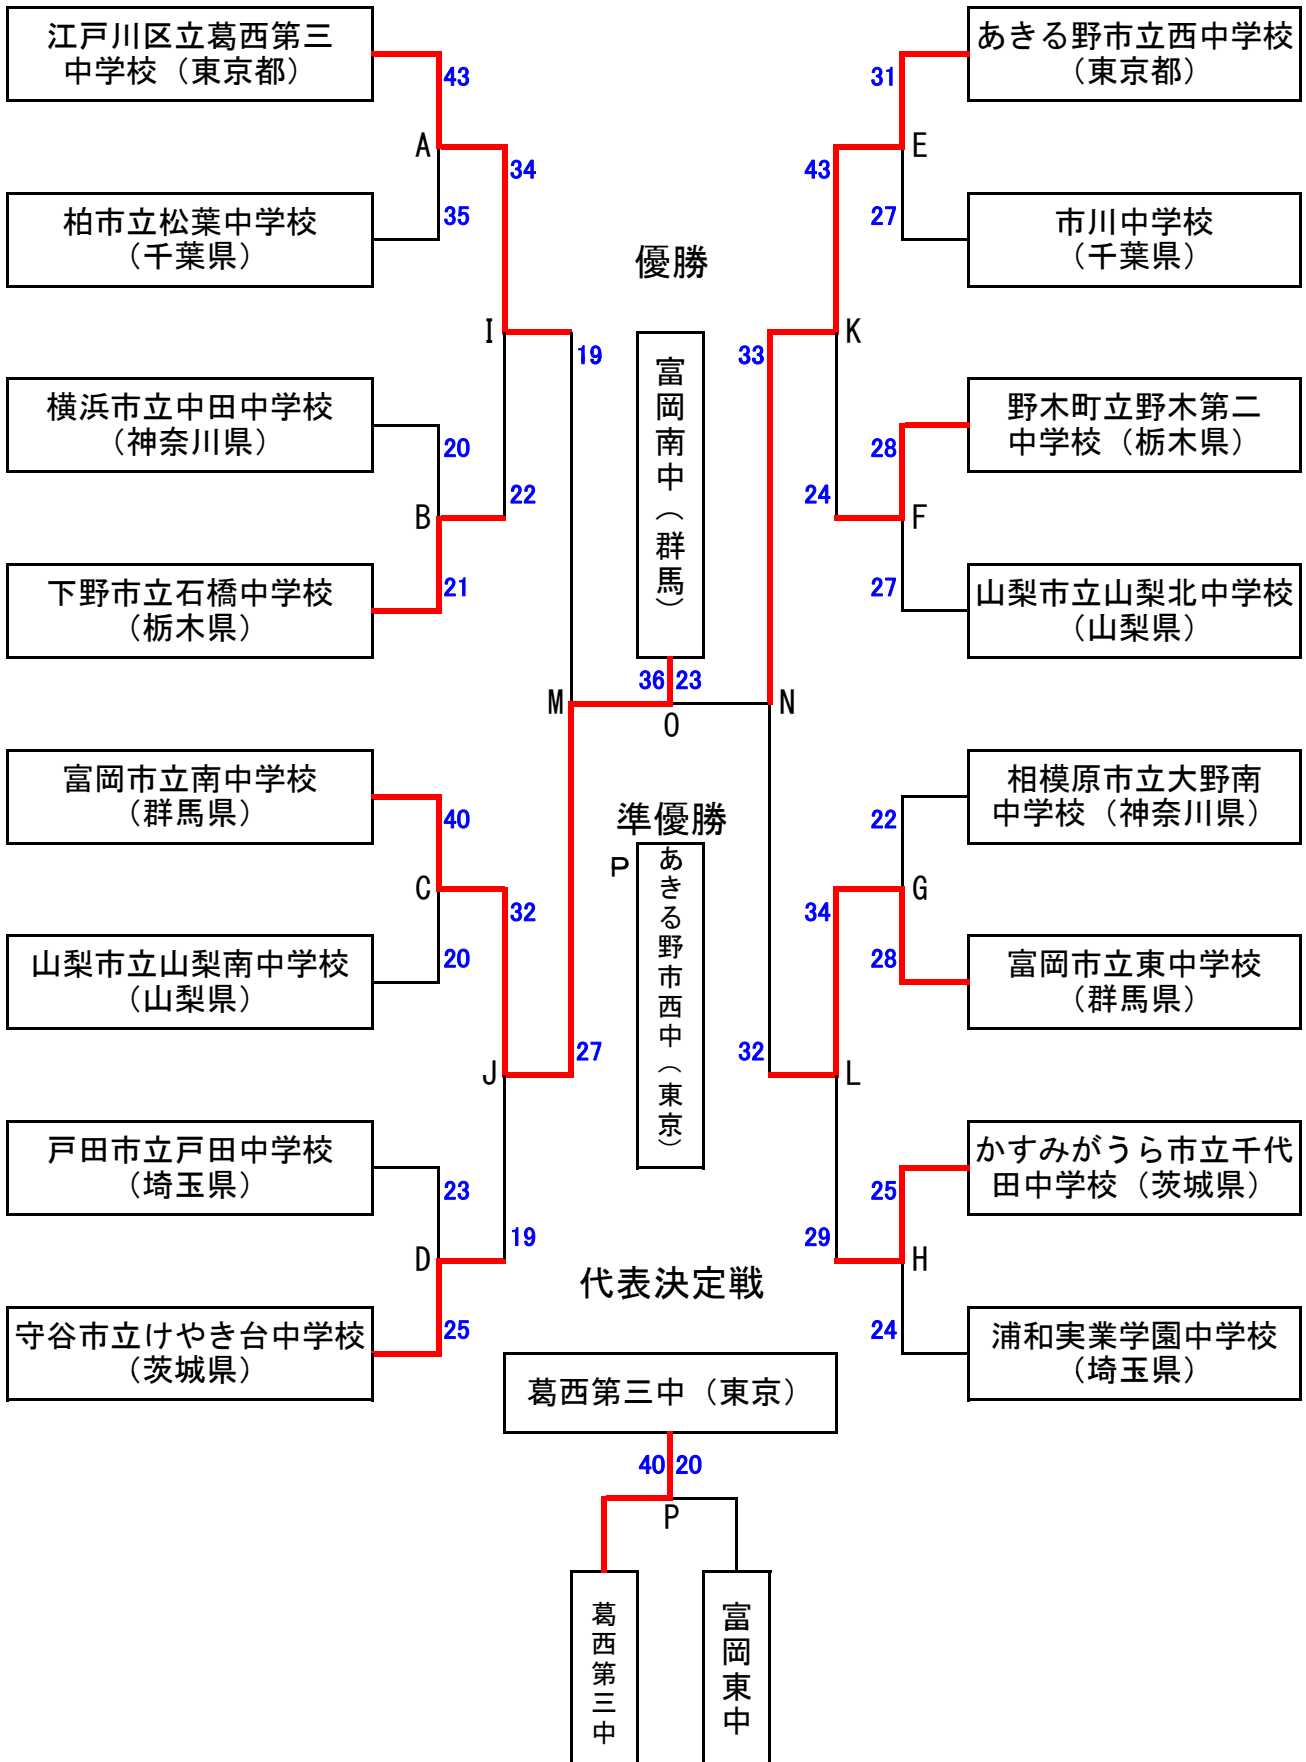 江戸川区立葛西第三
中学校（東京都）
43
A
34
柏市立松葉中学校
（千葉県）
35
I
19
横浜市立中田中学校
（神奈川県）
20
B
22
下野市立石橋中学校
（栃木県）
21
M
富岡市立南中学校
（群馬県）
40
C
32
山梨市立山梨南中学校
（山梨県）
20
J
27
戸田市立戸田中学校
（埼玉県）
23
D
19
守谷市立けやき台中学校
（茨城県）
25
優勝
富岡南中（群馬）
36
23
O
準優勝
P
あきる野市西中（東京）
代表決定戦
葛西第三中（東京）
40
20
P
葛西第三中
富岡東中
あきる野市立西中学校
（東京都）
31
E
43
市川中学校
（千葉県）
27
K
33
野木町立野木第二
中学校（栃木県）
28
F
24
山梨市立山梨北中学校
（山梨県）
27
N
相模原市立大野南
中学校（神奈川県）
22
G
34
富岡市立東中学校
（群馬県）
28
L
32
かすみがうら市立千代
田中学校（茨城県）
25
H
29
浦和実業学園中学校
（埼玉県）
24